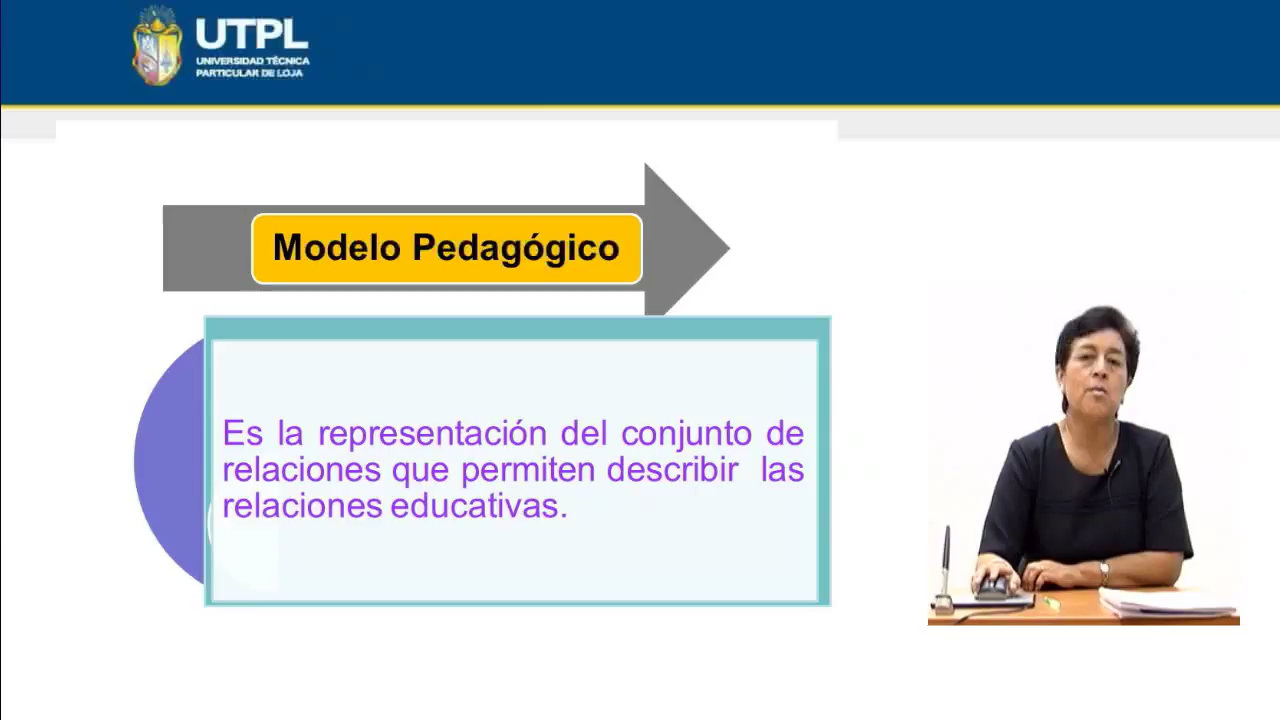 UTPL
UNIVERSIDAD TÉCNICA
PARTICULAR DE LOJA
Modelo Pedagógico
Es la representación del conjunto de
relaciones que permiten describir las
relaciones educativas.